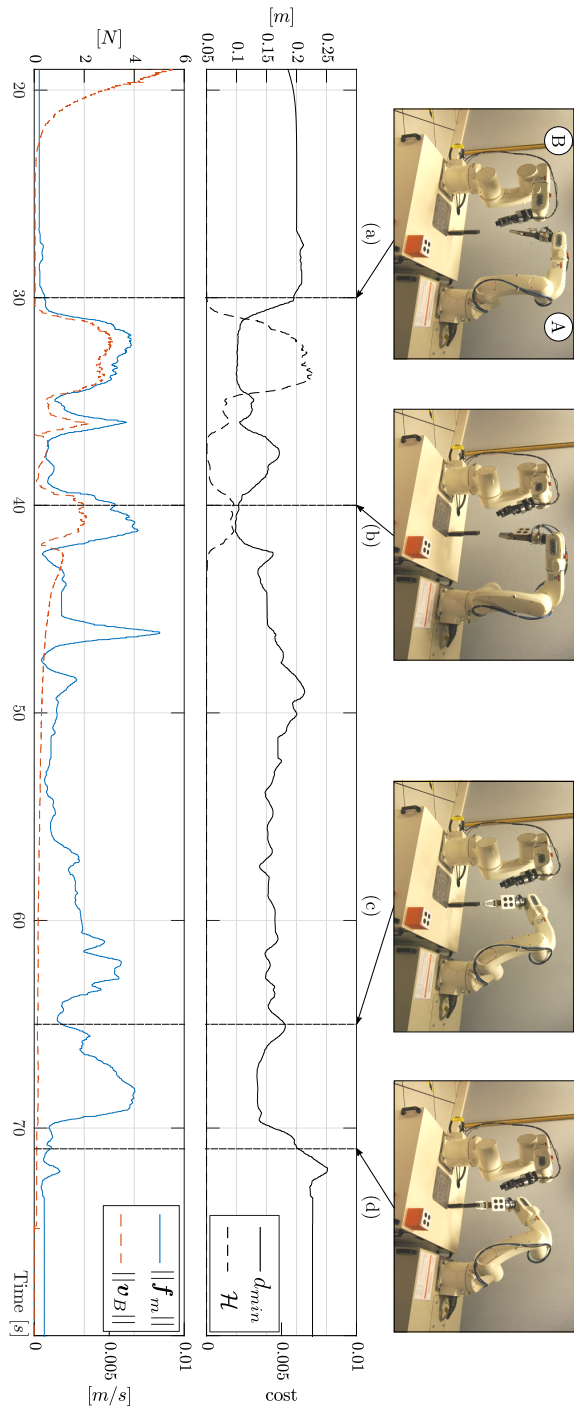 B A
(a) (b) (c) (d)
0.25 0.01
0.2
0.15 0.005
0.1
0.05 0
[m]
cost
d_min
ℋ
6 0.01
4
2 0.005
0 0
[N]
[m/s]
||f_m||
||v_B||
20 30 40 50 60 70 Time [s]